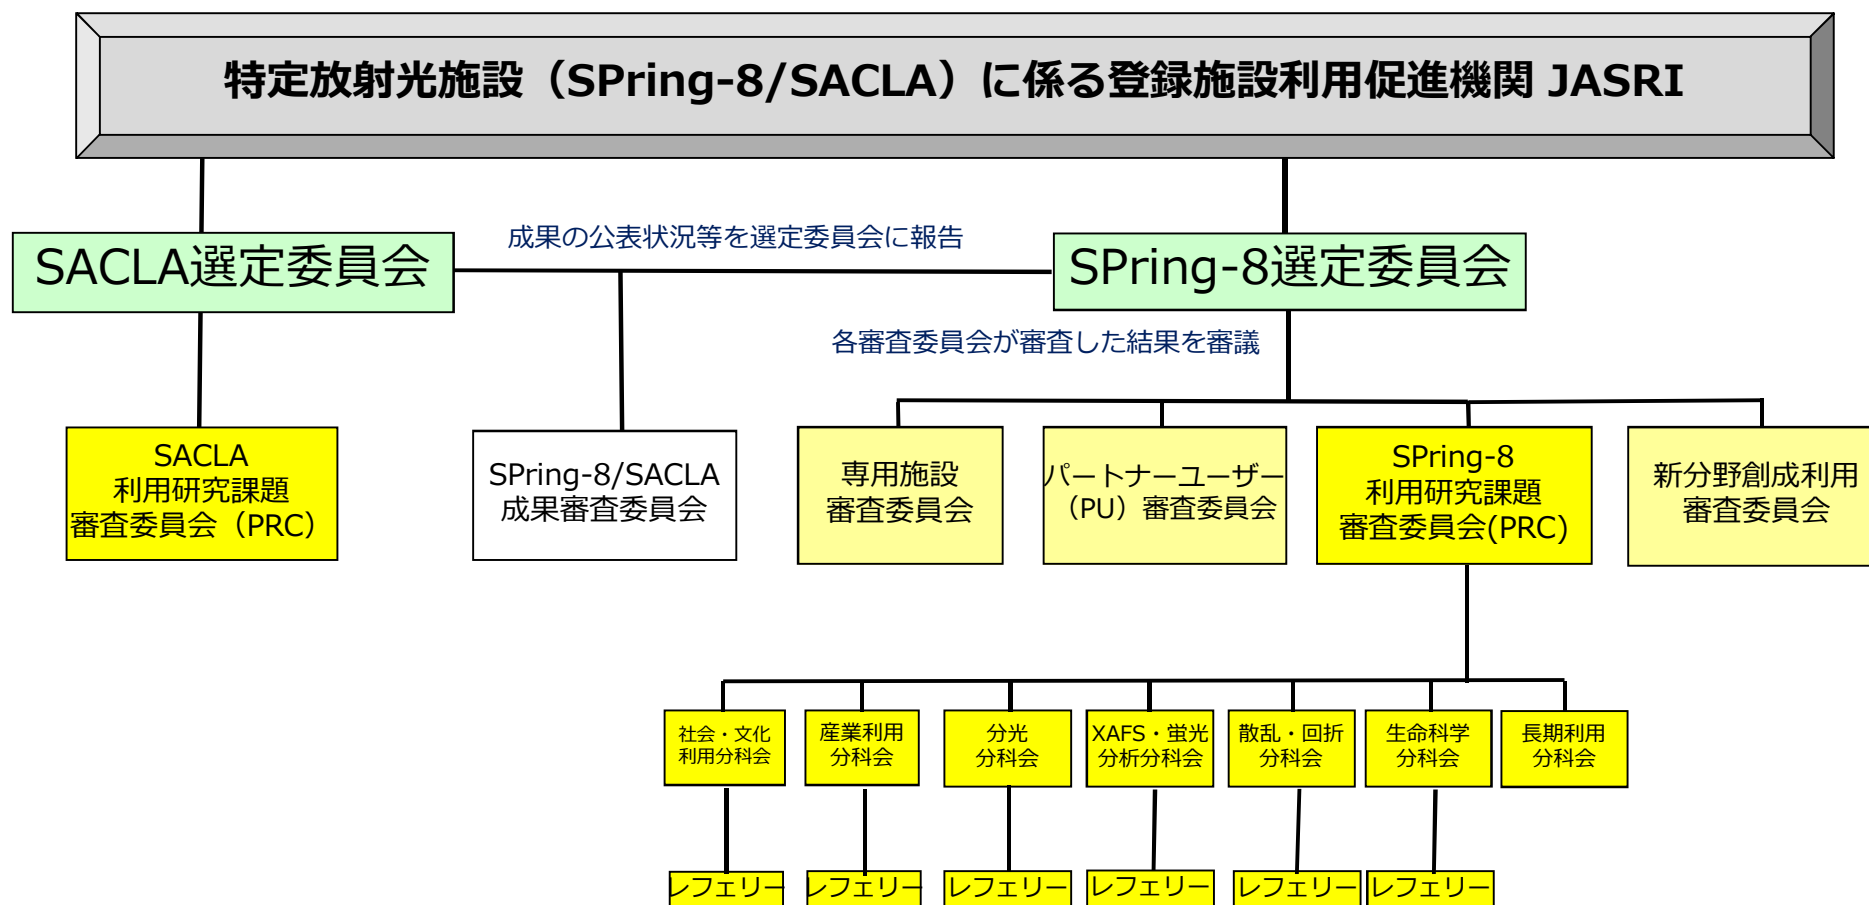 特定放射光施設（SPring-8/SACLA）に係る登録施設利用促進機関 JASRI
SACLA選定委員会
成果の公表状況等を選定委員会に報告
SPring-8選定委員会
各審査委員会が審査した結果を審議
SACLA
利用研究課題
審査委員会（PRC）
SPring-8/SACLA
成果審査委員会
専用施設
審査委員会
パートナーユーザー
（PU）審査委員会
SPring-8
利用研究課題
審査委員会(PRC)
新分野創成利用
審査委員会
社会・文化
利用分科会
産業利用
分科会
分光
分科会
XAFS・蛍光
分析分科会
散乱・回折
分科会
生命科学
分科会
長期利用
分科会
レフェリー
レフェリー
レフェリー
レフェリー
レフェリー
レフェリー